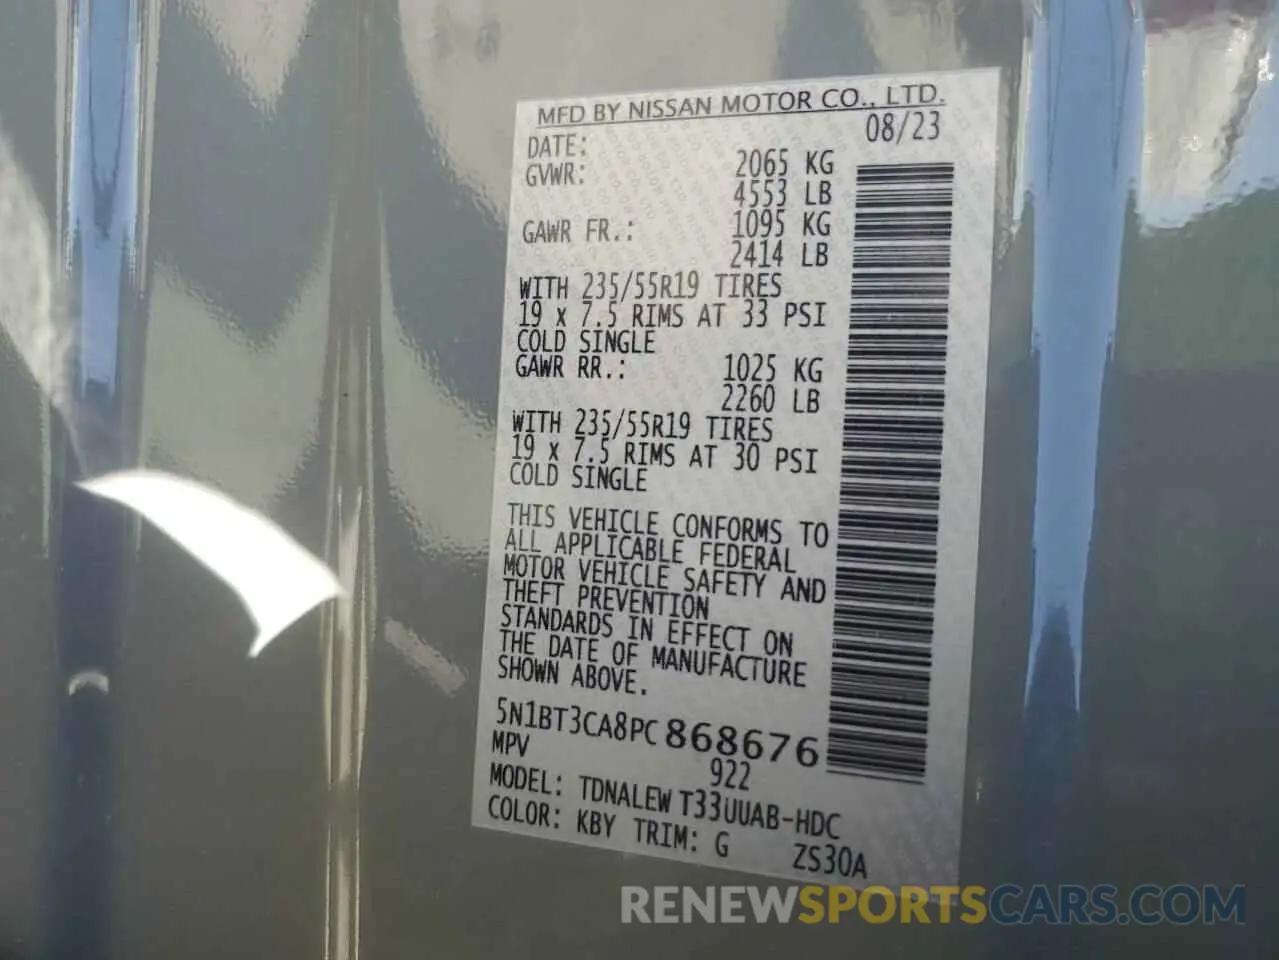 MFD BY NISSAN MOTOR CO., LTD.
DATE: 08/23
GVWR: 2065 KG
4553 LB
GAWR FR.: 1095 KG
2414 LB
WITH 235/55R19 TIRES
19 x 7.5 RIMS AT 33 PSI
COLD SINGLE
GAWR RR.: 1025 KG
2260 LB
WITH 235/55R19 TIRES
19 x 7.5 RIMS AT 30 PSI
COLD SINGLE
THIS VEHICLE CONFORMS TO
ALL APPLICABLE FEDERAL
MOTOR VEHICLE SAFETY AND
THEFT PREVENTION
STANDARDS IN EFFECT ON
THE DATE OF MANUFACTURE
SHOWN ABOVE.
5N1BT3CA8PC868676
MPV 922
MODEL: TDNALEW T33UUAB-HDC
COLOR: KBY TRIM: G ZS30A
RENEWSPORTSCARS.COM